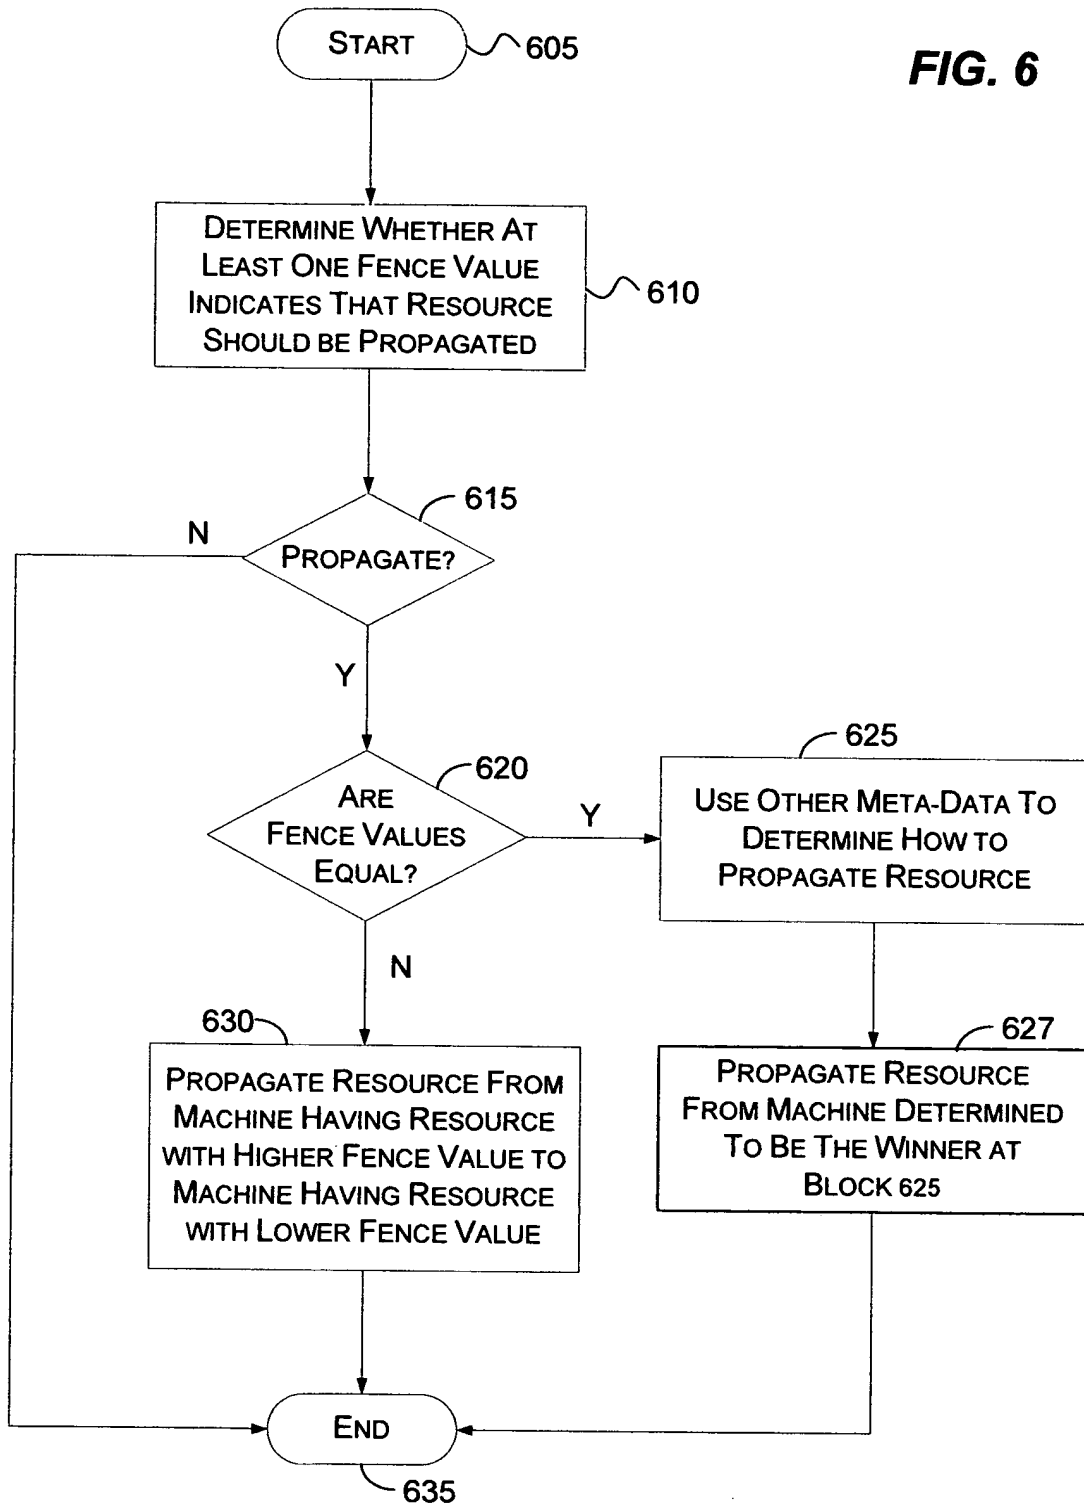 START
605
FIG. 6
DETERMINE WHETHER AT
LEAST ONE FENCE VALUE
INDICATES THAT RESOURCE
SHOULD BE PROPAGATED
610
615
N
PROPAGATE?
Y
620
ARE
FENCE VALUES
EQUAL?
Y
625
USE OTHER META-DATA TO
DETERMINE HOW TO
PROPAGATE RESOURCE
N
630
PROPAGATE RESOURCE FROM
MACHINE HAVING RESOURCE
WITH HIGHER FENCE VALUE TO
MACHINE HAVING RESOURCE
WITH LOWER FENCE VALUE
627
PROPAGATE RESOURCE
FROM MACHINE DETERMINED
TO BE THE WINNER AT
BLOCK 625
END
635